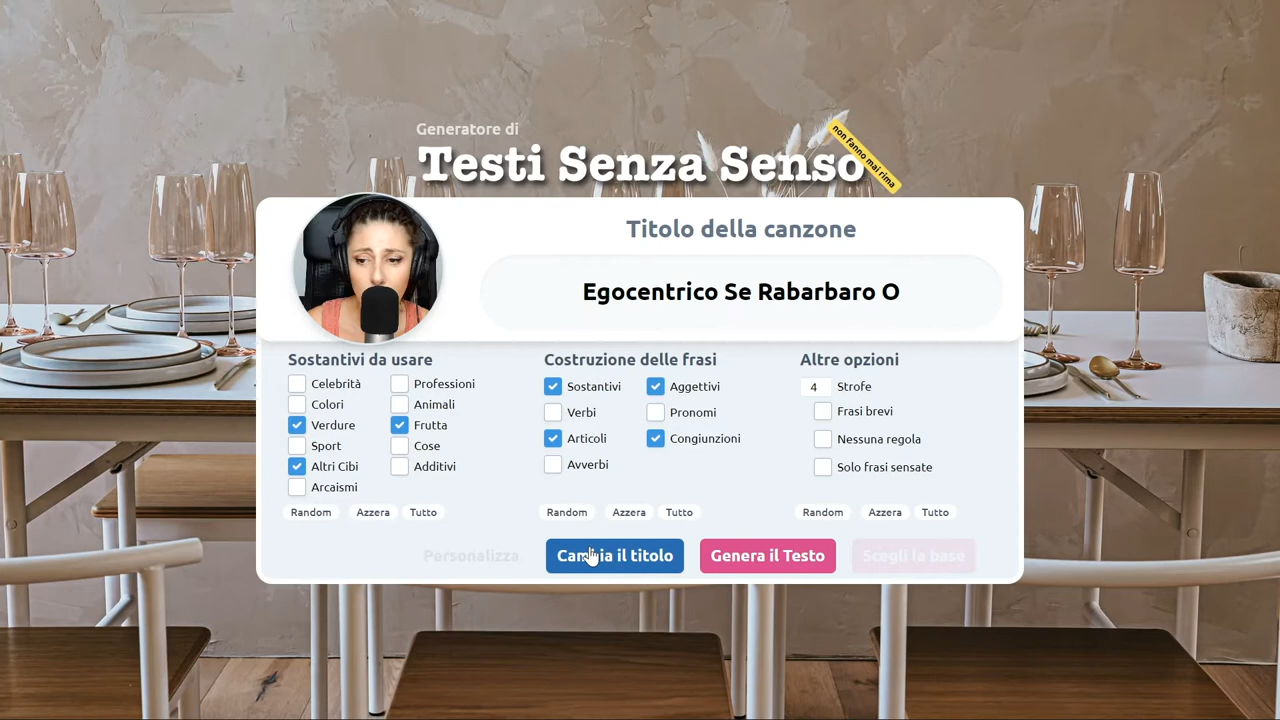 Generatore di
Testi Senza Senso
non fanno mai rima
Titolo della canzone
Egocentrico Se Rabarbaro O
Sostantivi da usare
Celebrità
Professioni
Colori
Animali
Verdure
Frutta
Sport
Cose
Altri Cibi
Additivi
Arcaismi
Random
Azzera
Tutto
Costruzione delle frasi
Sostantivi
Aggettivi
Verbi
Pronomi
Articoli
Congiunzioni
Avverbi
Random
Azzera
Tutto
Altre opzioni
4 Strofe
Frasi brevi
Nessuna regola
Solo frasi sensate
Random
Azzera
Tutto
Personalizza
Cambia il titolo
Genera il Testo
Scegli la base